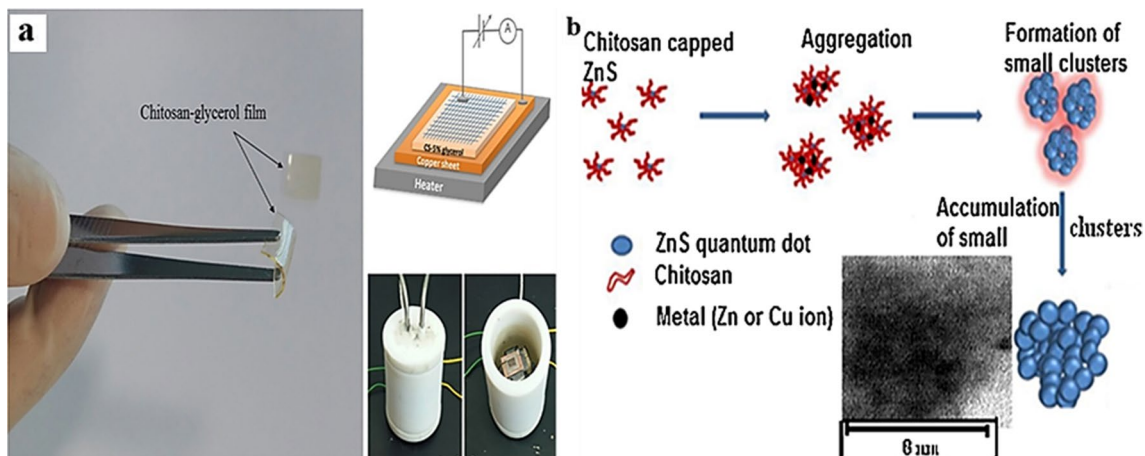 a
Chitosan-glycerol film
A
CS-5% glycerol
Copper sheet
Heater
b
Chitosan capped
ZnS
Aggregation
Formation of
small clusters
Accumulation
of small
clusters
ZnS quantum dot
Chitosan
Metal (Zn or Cu ion)
8